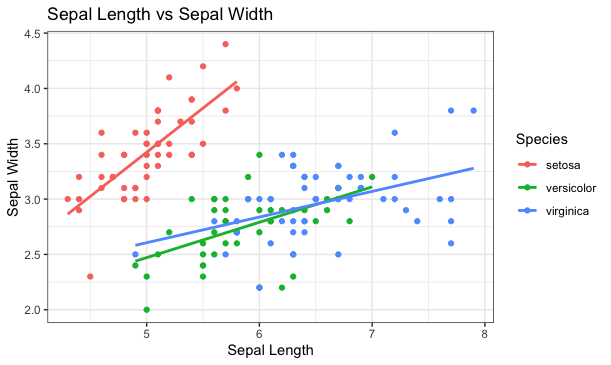 Sepal Length vs Sepal Width
4.5
4.0
3.5
3.0
2.5
2.0
Sepal Width
5 6 7 8
Sepal Length
Species
setosa
versicolor
virginica